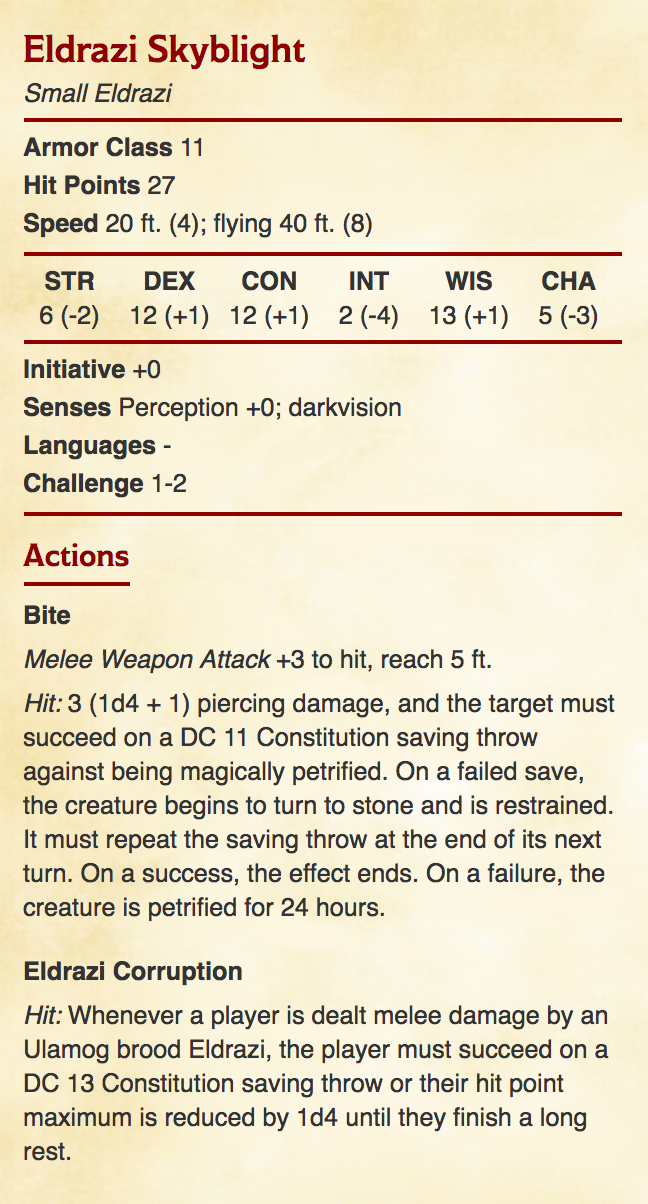 Eldrazi Skyblight
Small Eldrazi
Armor Class 11
Hit Points 27
Speed 20 ft. (4); flying 40 ft. (8)
STR DEX CON INT WIS CHA
6 (-2) 12 (+1) 12 (+1) 2 (-4) 13 (+1) 5 (-3)
Initiative +0
Senses Perception +0; darkvision
Languages -
Challenge 1-2
Actions
Bite
Melee Weapon Attack +3 to hit, reach 5 ft.
Hit: 3 (1d4 + 1) piercing damage, and the target must
succeed on a DC 11 Constitution saving throw
against being magically petrified. On a failed save,
the creature begins to turn to stone and is restrained.
It must repeat the saving throw at the end of its next
turn. On a success, the effect ends. On a failure, the
creature is petrified for 24 hours.
Eldrazi Corruption
Hit: Whenever a player is dealt melee damage by an
Ulamog brood Eldrazi, the player must succeed on a
DC 13 Constitution saving throw or their hit point
maximum is reduced by 1d4 until they finish a long
rest.